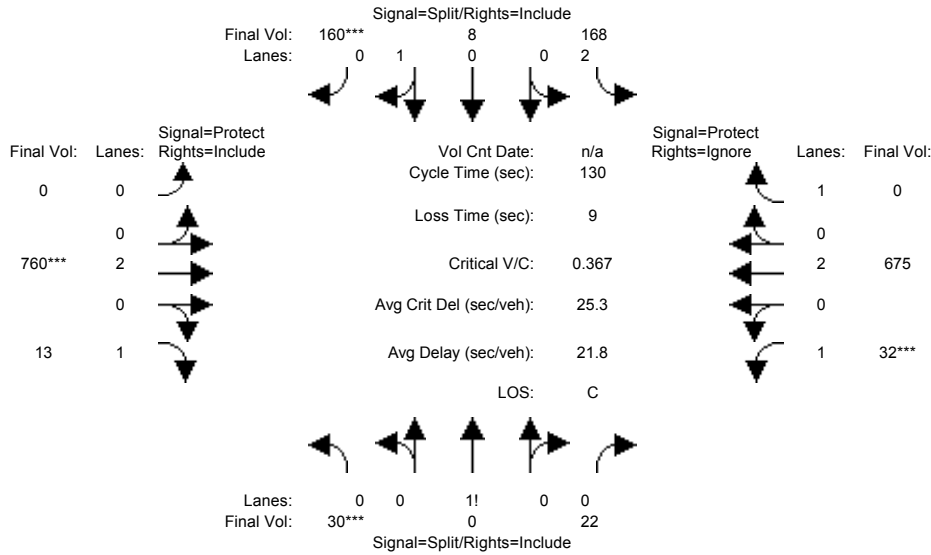 Signal=Split/Rights=Include
Final Vol: 160*** 8 168
Lanes: 0 1 0 0 2
Signal=Protect Signal=Protect
Final Vol: Lanes: Rights=Include Vol Cnt Date: n/a Rights=Ignore Lanes: Final Vol:
Cycle Time (sec): 130
0 0 1 0
Loss Time (sec): 9
0 0
760*** 2 Critical V/C: 0.367 2 675
0 Avg Crit Del (sec/veh): 25.3 0
13 1 Avg Delay (sec/veh): 21.8 1 32***
LOS: C
Lanes: 0 0 1! 0 0
Final Vol: 30*** 0 22
Signal=Split/Rights=Include